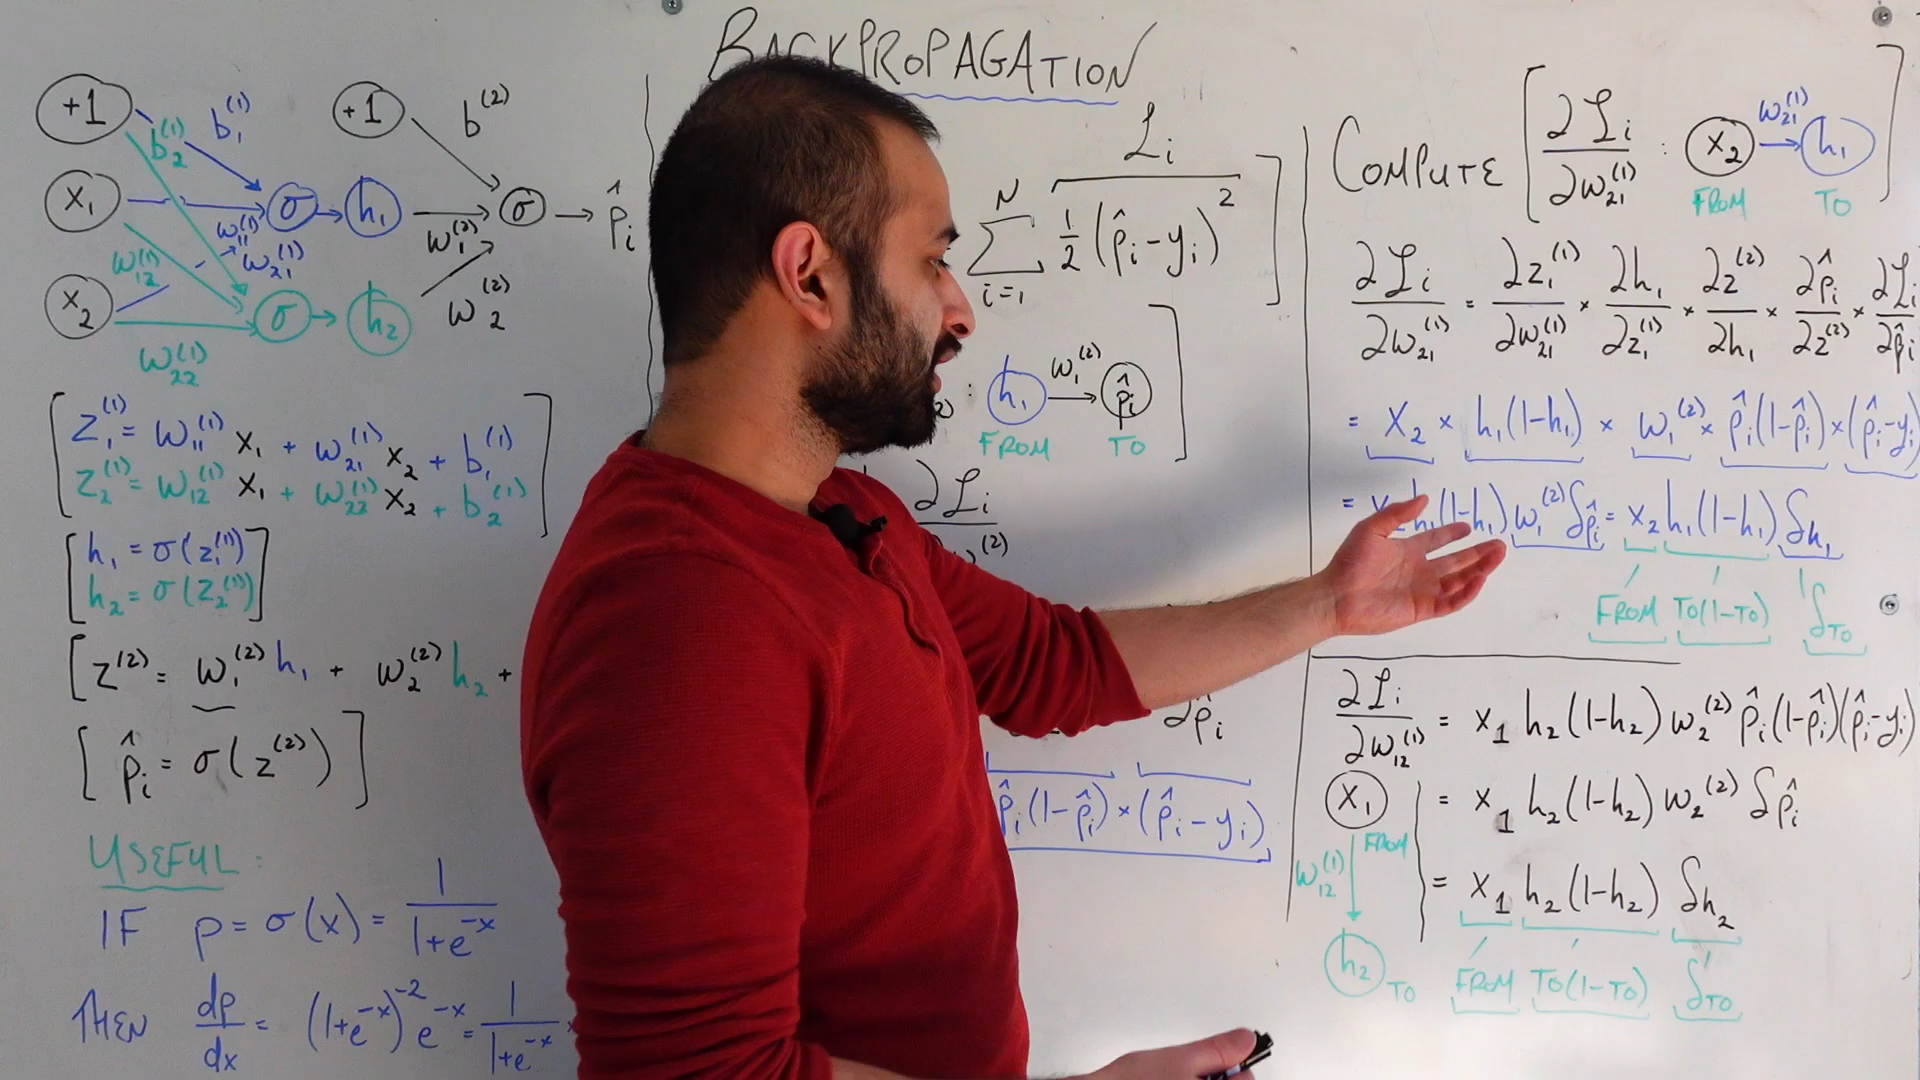 BACKPROPAGATION
+1 b₁⁽¹⁾ b₂⁽¹⁾ +1 b⁽²⁾
x₁ σ h₁ σ p̂ᵢ
w₁₁⁽¹⁾ w₂₁⁽¹⁾ w₁₂⁽¹⁾ w₁⁽²⁾
x₂ σ h₂ w₂⁽²⁾
w₂₂⁽¹⁾
z₁⁽¹⁾ = w₁₁⁽¹⁾ x₁ + w₂₁⁽¹⁾ x₂ + b₁⁽¹⁾
z₂⁽¹⁾ = w₁₂⁽¹⁾ x₁ + w₂₂⁽¹⁾ x₂ + b₂⁽¹⁾
h₁ = σ(z₁⁽¹⁾)
h₂ = σ(z₂⁽¹⁾)
[z⁽²⁾ = w₁⁽²⁾ h₁ + w₂⁽²⁾ h₂ +
[p̂ᵢ = σ(z⁽²⁾)]
USEFUL:
IF p = σ(x) = 1/(1+e⁻ˣ)
THEN dp/dx = (1+e⁻ˣ)⁻² e⁻ˣ = 1/(1+e⁻ˣ)
ℒᵢ
∑ᵢ₌₁ᴺ ½(p̂ᵢ - yᵢ)² ]
: h₁ w₁⁽²⁾ → p̂ᵢ ]
FROM TO
∂ℒᵢ
⁽²⁾
∂p̂ᵢ
p̂ᵢ(1-p̂ᵢ) × (p̂ᵢ - yᵢ)
COMPUTE [∂ℒᵢ/∂w₂₁⁽¹⁾ : x₂ w₂₁⁽¹⁾ → h₁]
FROM TO
∂ℒᵢ/∂w₂₁⁽¹⁾ = ∂z₁⁽¹⁾/∂w₂₁⁽¹⁾ × ∂h₁/∂z₁⁽¹⁾ × ∂z⁽²⁾/∂h₁ × ∂p̂ᵢ/∂z⁽²⁾ × ∂ℒᵢ/∂p̂ᵢ
= x₂ × h₁(1-h₁) × w₁⁽²⁾ × p̂ᵢ(1-p̂ᵢ) × (p̂ᵢ-yᵢ)
= x₂ h₁(1-h₁) w₁⁽²⁾ δp̂ᵢ = x₂ h₁(1-h₁) δh₁
FROM TO(1-TO) δTO
∂ℒᵢ/∂w₁₂⁽¹⁾ = x₁ h₂(1-h₂) w₂⁽²⁾ p̂ᵢ(1-p̂ᵢ)(p̂ᵢ-yᵢ)
x₁ = x₁ h₂(1-h₂) w₂⁽²⁾ δp̂ᵢ
FROM
w₁₂⁽¹⁾ = x₁ h₂(1-h₂) δh₂
h₂ TO FROM TO(1-TO) δTO